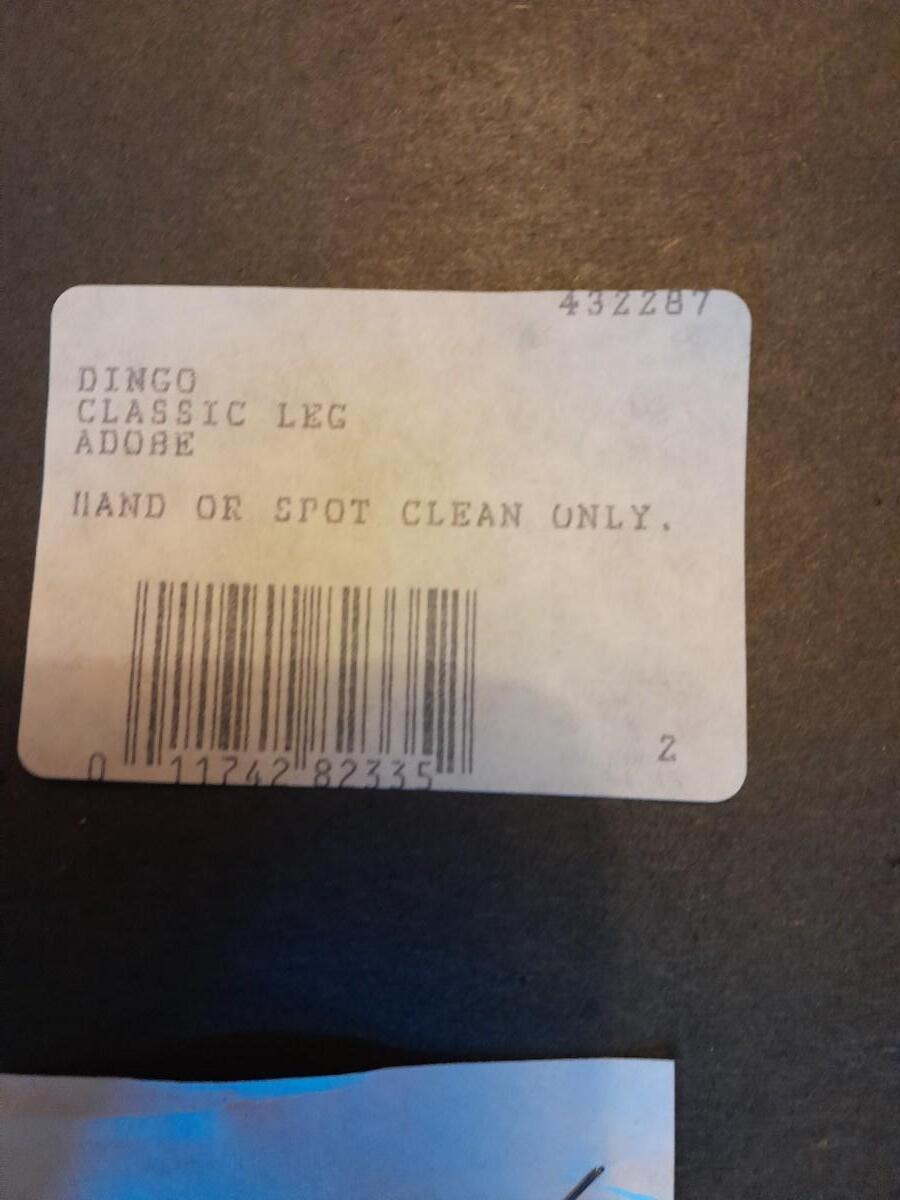 432287
DINGO
CLASSIC LEG
ADOBE
HAND OR SPOT CLEAN ONLY.
2
0 11742 82335